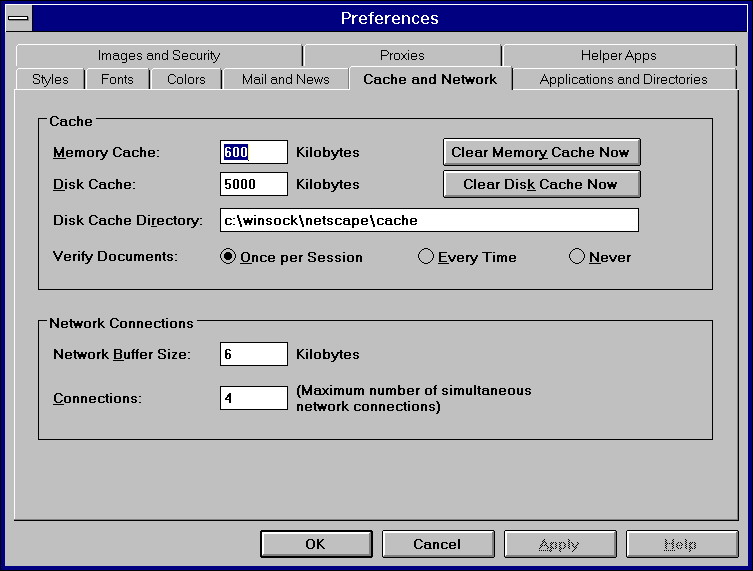 Preferences
Images and Security Proxies Helper Apps
Styles Fonts Colors Mail and News Cache and Network Applications and Directories
Cache
Memory Cache: 600 Kilobytes Clear Memory Cache Now
Disk Cache: 5000 Kilobytes Clear Disk Cache Now
Disk Cache Directory: c:\winsock\netscape\cache
Verify Documents: Once per Session Every Time Never
Network Connections
Network Buffer Size: 6 Kilobytes
Connections: 4 (Maximum number of simultaneous
network connections)
OK Cancel Apply Help